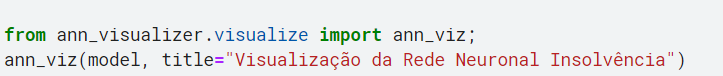 from ann_visualizer.visualize import ann_viz;
ann_viz(model, title="Visualização da Rede Neuronal Insolvência")